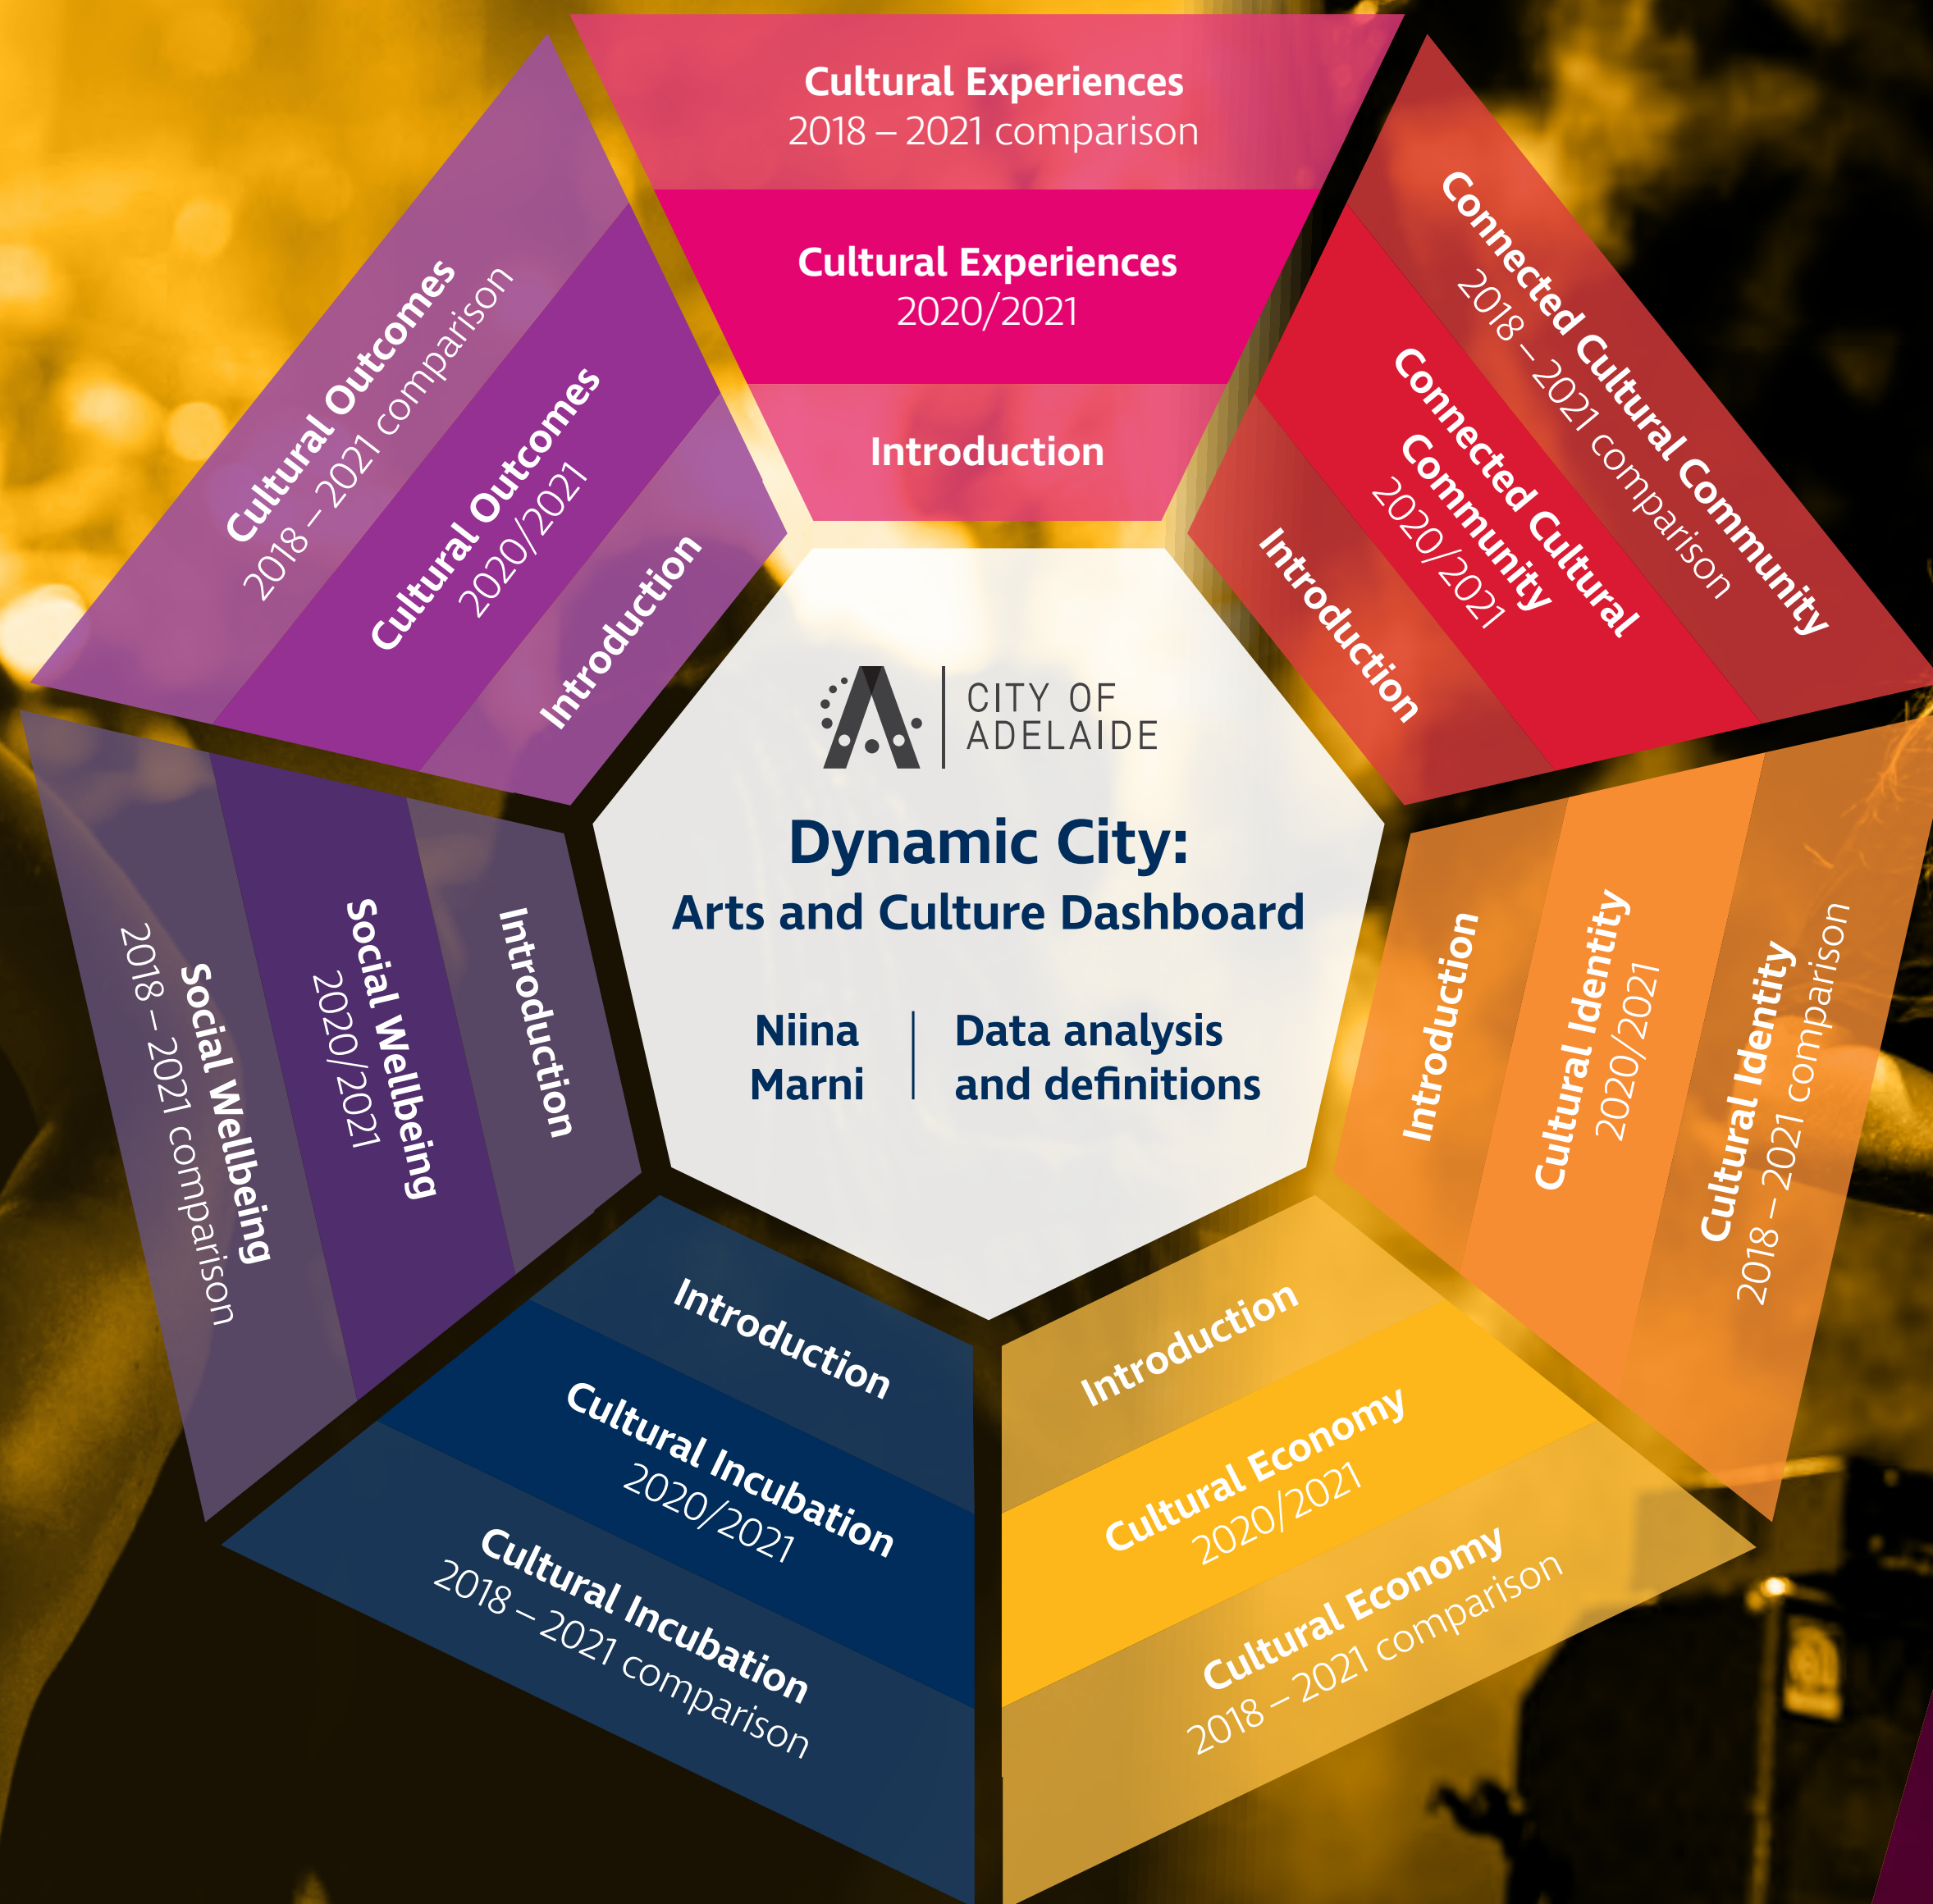 Cultural Experiences
2018 – 2021 comparison
Cultural Experiences
2020/2021
Introduction
Connected Cultural Community
2018 – 2021 comparison
Connected Cultural
Community
2020/2021
Introduction
Introduction
Cultural Identity
2020/2021
Cultural Identity
2018 – 2021 comparison
Introduction
Cultural Economy
2020/2021
Cultural Economy
2018 – 2021 comparison
Introduction
Cultural Incubation
2020/2021
Cultural Incubation
2018 – 2021 comparison
Introduction
Social Wellbeing
2020/2021
Social Wellbeing
2018 – 2021 comparison
Cultural Outcomes
2018 – 2021 comparison
Cultural Outcomes
2020/2021
Introduction
CITY OF
ADELAIDE
Dynamic City:
Arts and Culture Dashboard
Niina
Marni
Data analysis
and definitions